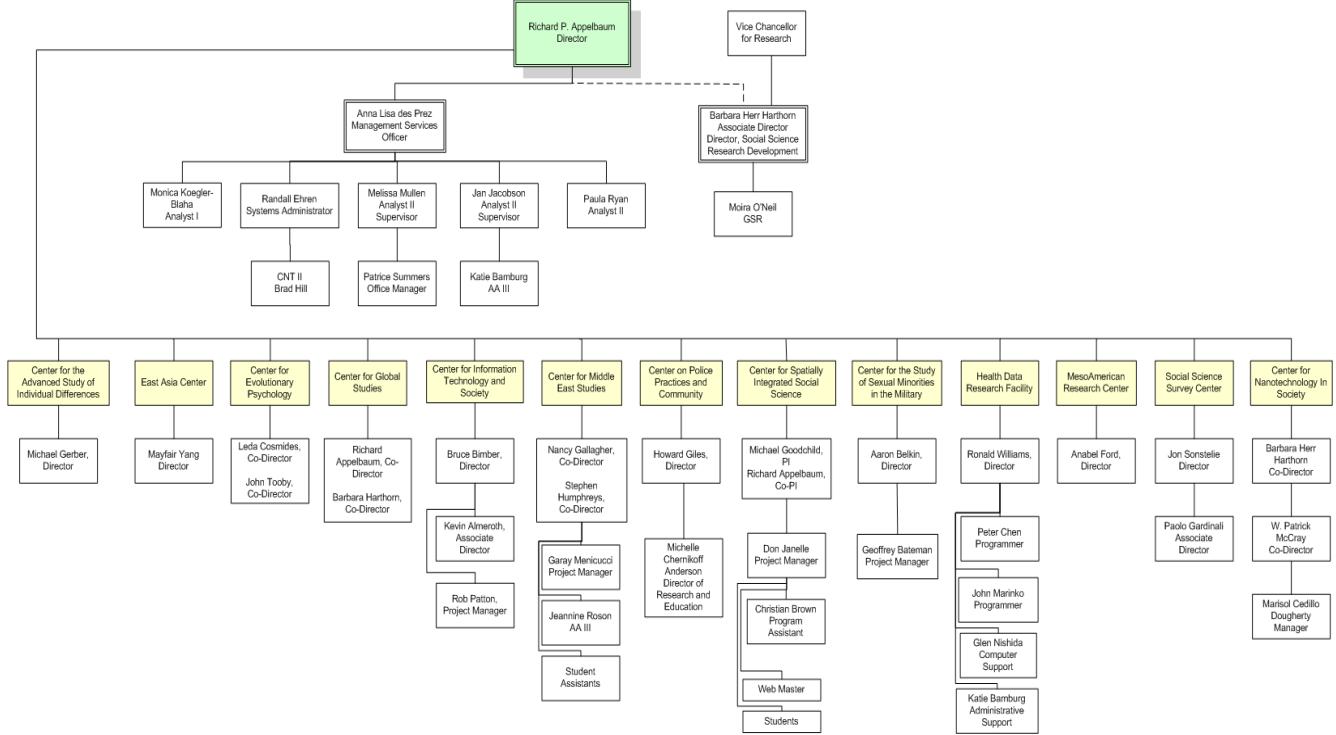 Richard P. Appelbaum
Director
Vice Chancellor
for Research
Anna Lisa des Prez
Management Services
Officer
Barbara Herr Harthorn
Associate Director
Director, Social Science
Research Development
Monica Koegler-
Blaha
Analyst I
Randall Ehren
Systems Administrator
Melissa Mullen
Analyst II
Supervisor
Jan Jacobson
Analyst II
Supervisor
Paula Ryan
Analyst II
Moira O'Neil
GSR
CNT II
Brad Hill
Patrice Summers
Office Manager
Katie Bamburg
AA III
Center for the
Advanced Study of
Individual Differences
East Asia Center
Center for
Evolutionary
Psychology
Center for Global
Studies
Center for Information
Technology and
Society
Center for Middle
East Studies
Center on Police
Practices and
Community
Center for Spatially
Integrated Social
Science
Center for the Study
of Sexual Minorities
in the Military
Health Data
Research Facility
MesoAmerican
Research Center
Social Science
Survey Center
Center for
Nanotechnology In
Society
Michael Gerber,
Director
Mayfair Yang
Director
Leda Cosmides,
Co-Director
John Tooby,
Co-Director
Richard
Appelbaum, Co-
Director
Barbara Harthorn,
Co-Director
Bruce Bimber,
Director
Nancy Gallagher,
Co-Director
Stephen
Humphreys,
Co-Director
Howard Giles,
Director
Michael Goodchild,
PI
Richard Appelbaum,
Co-PI
Aaron Belkin,
Director
Ronald Williams,
Director
Anabel Ford,
Director
Jon Sonstelie
Director
Barbara Herr
Harthorn
Co-Director
Kevin Almeroth,
Associate
Director
Garay Menicucci
Project Manager
Michelle
Chernikoff
Anderson
Director of
Research and
Education
Don Janelle
Project Manager
Geoffrey Bateman
Project Manager
Peter Chen
Programmer
Paolo Gardinali
Associate
Director
W. Patrick
McCray
Co-Director
Rob Patton,
Project Manager
Jeannine Roson
AA III
Christian Brown
Program
Assistant
John Marinko
Programmer
Marisol Cedillo
Dougherty
Manager
Student
Assistants
Glen Nishida
Computer
Support
Web Master
Students
Katie Bamburg
Administrative
Support